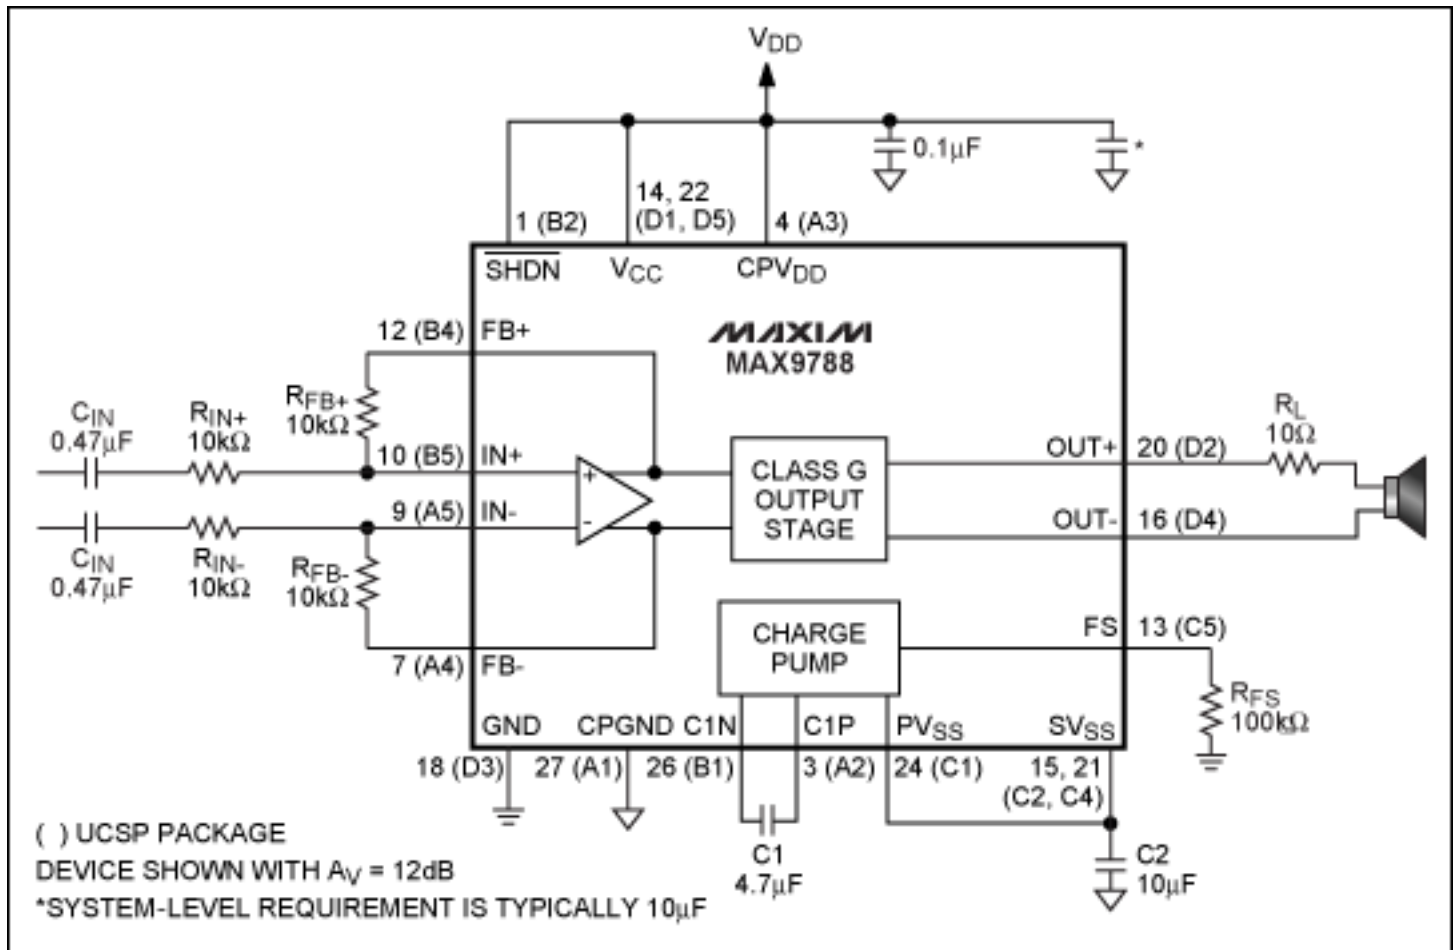 VDD
0.1µF
*
14, 22
1 (B2)
(D1, D5)
4 (A3)
SHDN
VCC
CPVDD
12 (B4)
FB+
MAXIM
MAX9788
CIN
0.47µF
RIN+
10kΩ
RFB+
10kΩ
10 (B5)
IN+
+
CLASS G
OUTPUT
STAGE
OUT+
20 (D2)
RL
10Ω
9 (A5)
IN-
-
OUT-
16 (D4)
CIN
0.47µF
RIN-
10kΩ
RFB-
10kΩ
7 (A4)
FB-
CHARGE
PUMP
FS
13 (C5)
RFS
100kΩ
GND
CPGND
C1N
C1P
PVSS
SVSS
18 (D3)
27 (A1)
26 (B1)
3 (A2)
24 (C1)
15, 21
(C2, C4)
C1
4.7µF
C2
10µF
( ) UCSP PACKAGE
DEVICE SHOWN WITH AV = 12dB
*SYSTEM-LEVEL REQUIREMENT IS TYPICALLY 10µF